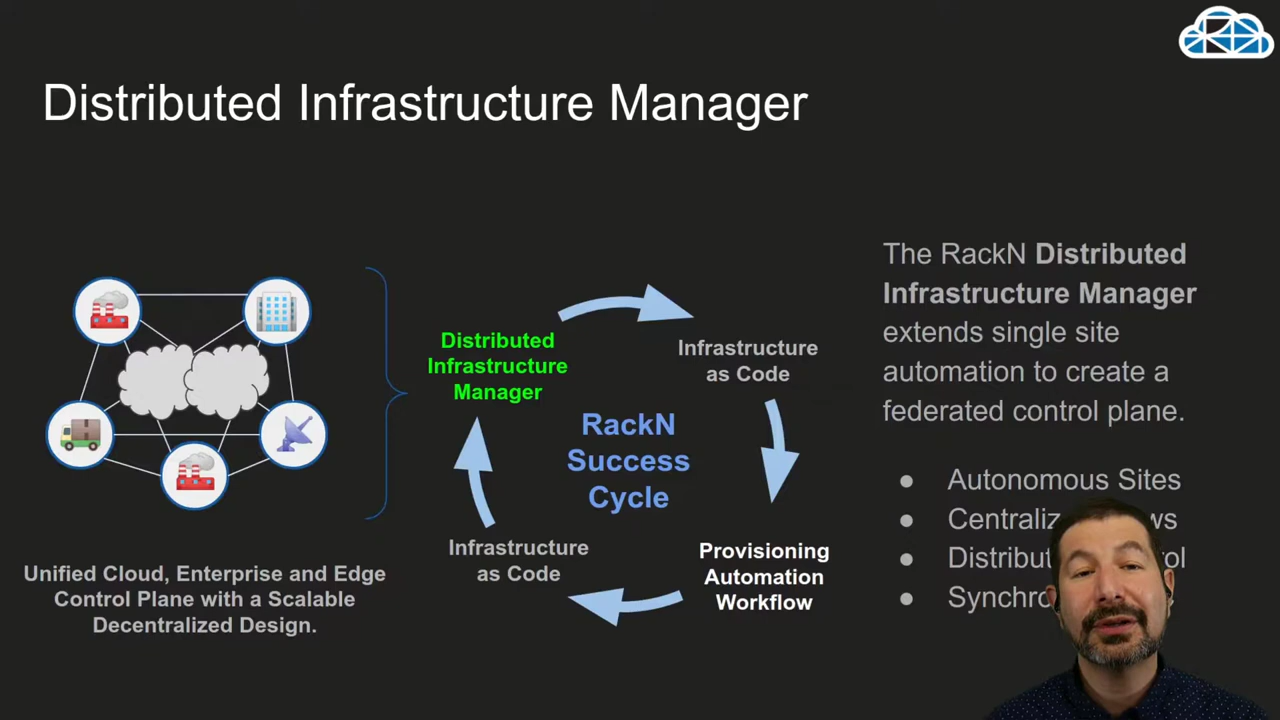 Distributed Infrastructure Manager
Distributed
Infrastructure
Manager
Infrastructure
as Code
RackN
Success
Cycle
Infrastructure
as Code
Provisioning
Automation
Workflow
Unified Cloud, Enterprise and Edge
Control Plane with a Scalable
Decentralized Design.
The RackN Distributed
Infrastructure Manager
extends single site
automation to create a
federated control plane.
● Autonomous Sites
●
●
●